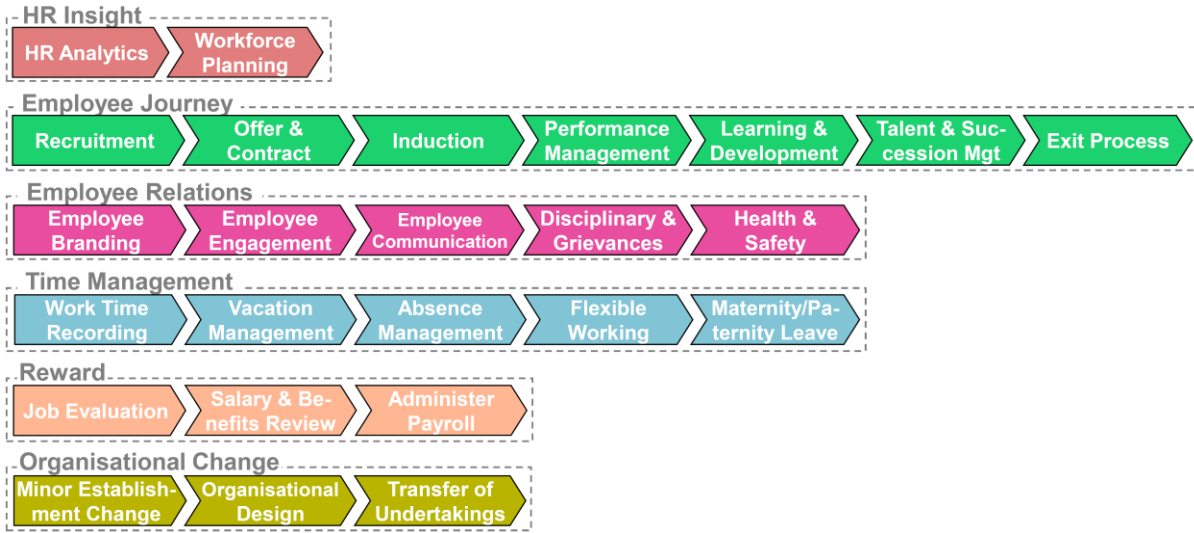 HR Insight
HR Analytics
Workforce
Planning
Employee Journey
Recruitment
Offer &
Contract
Induction
Performance
Management
Learning &
Development
Talent & Suc-
cession Mgt
Exit Process
Employee Relations
Employee
Branding
Employee
Engagement
Employee
Communication
Disciplinary &
Grievances
Health &
Safety
Time Management
Work Time
Recording
Vacation
Management
Absence
Management
Flexible
Working
Maternity/Pa-
ternity Leave
Reward
Job Evaluation
Salary & Be-
nefits Review
Administer
Payroll
Organisational Change
Minor Establish-
ment Change
Organisational
Design
Transfer of
Undertakings